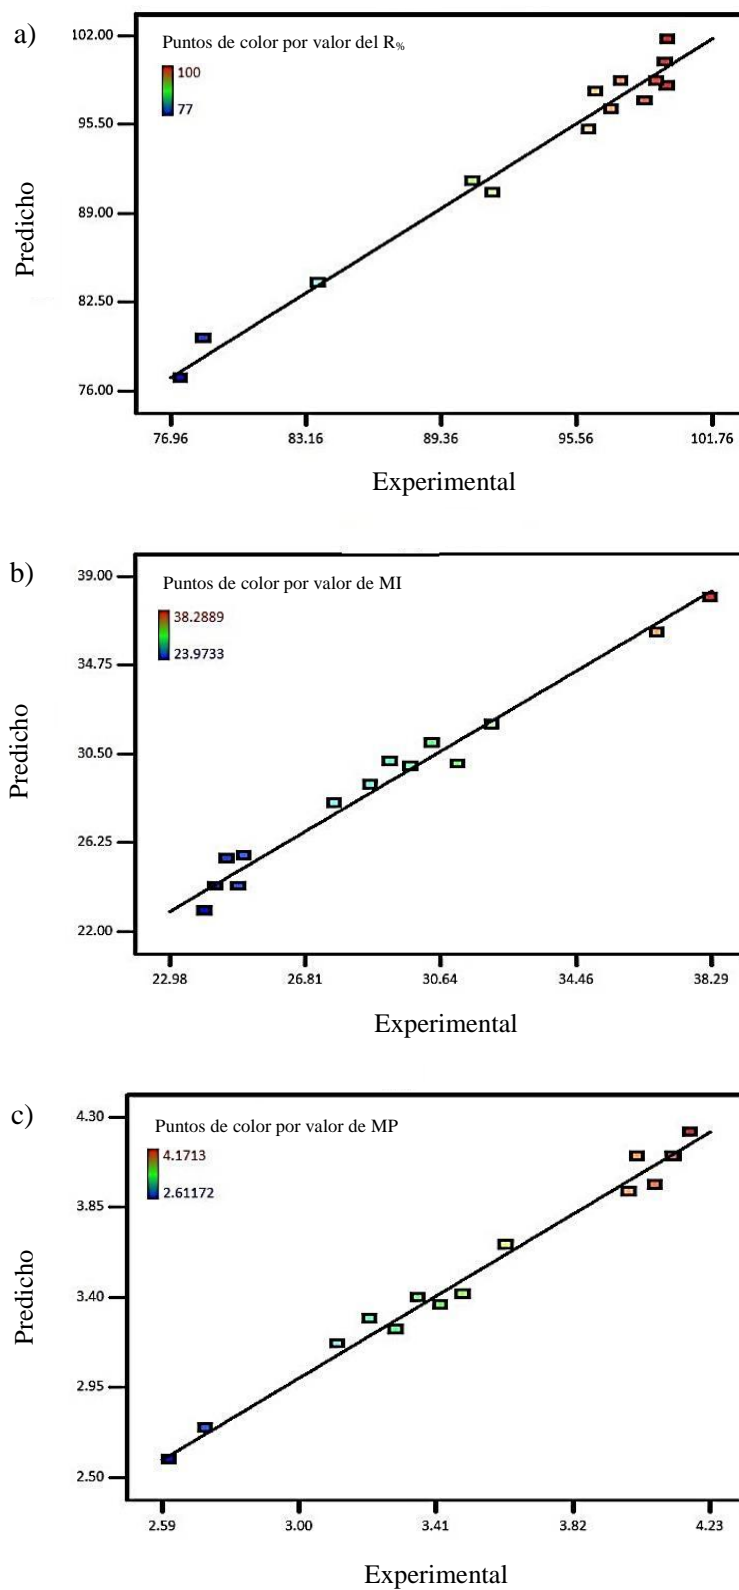 a)
Puntos de color por valor del R%
100
77
102.00
95.50
89.00
82.50
76.00
Predicho
76.96 83.16 89.36 95.56 101.76
Experimental
b)
Puntos de color por valor de MI
38.2889
23.9733
39.00
34.75
30.50
26.25
22.00
Predicho
22.98 26.81 30.64 34.46 38.29
Experimental
c)
Puntos de color por valor de MP
4.1713
2.61172
4.30
3.85
3.40
2.95
2.50
Predicho
2.59 3.00 3.41 3.82 4.23
Experimental